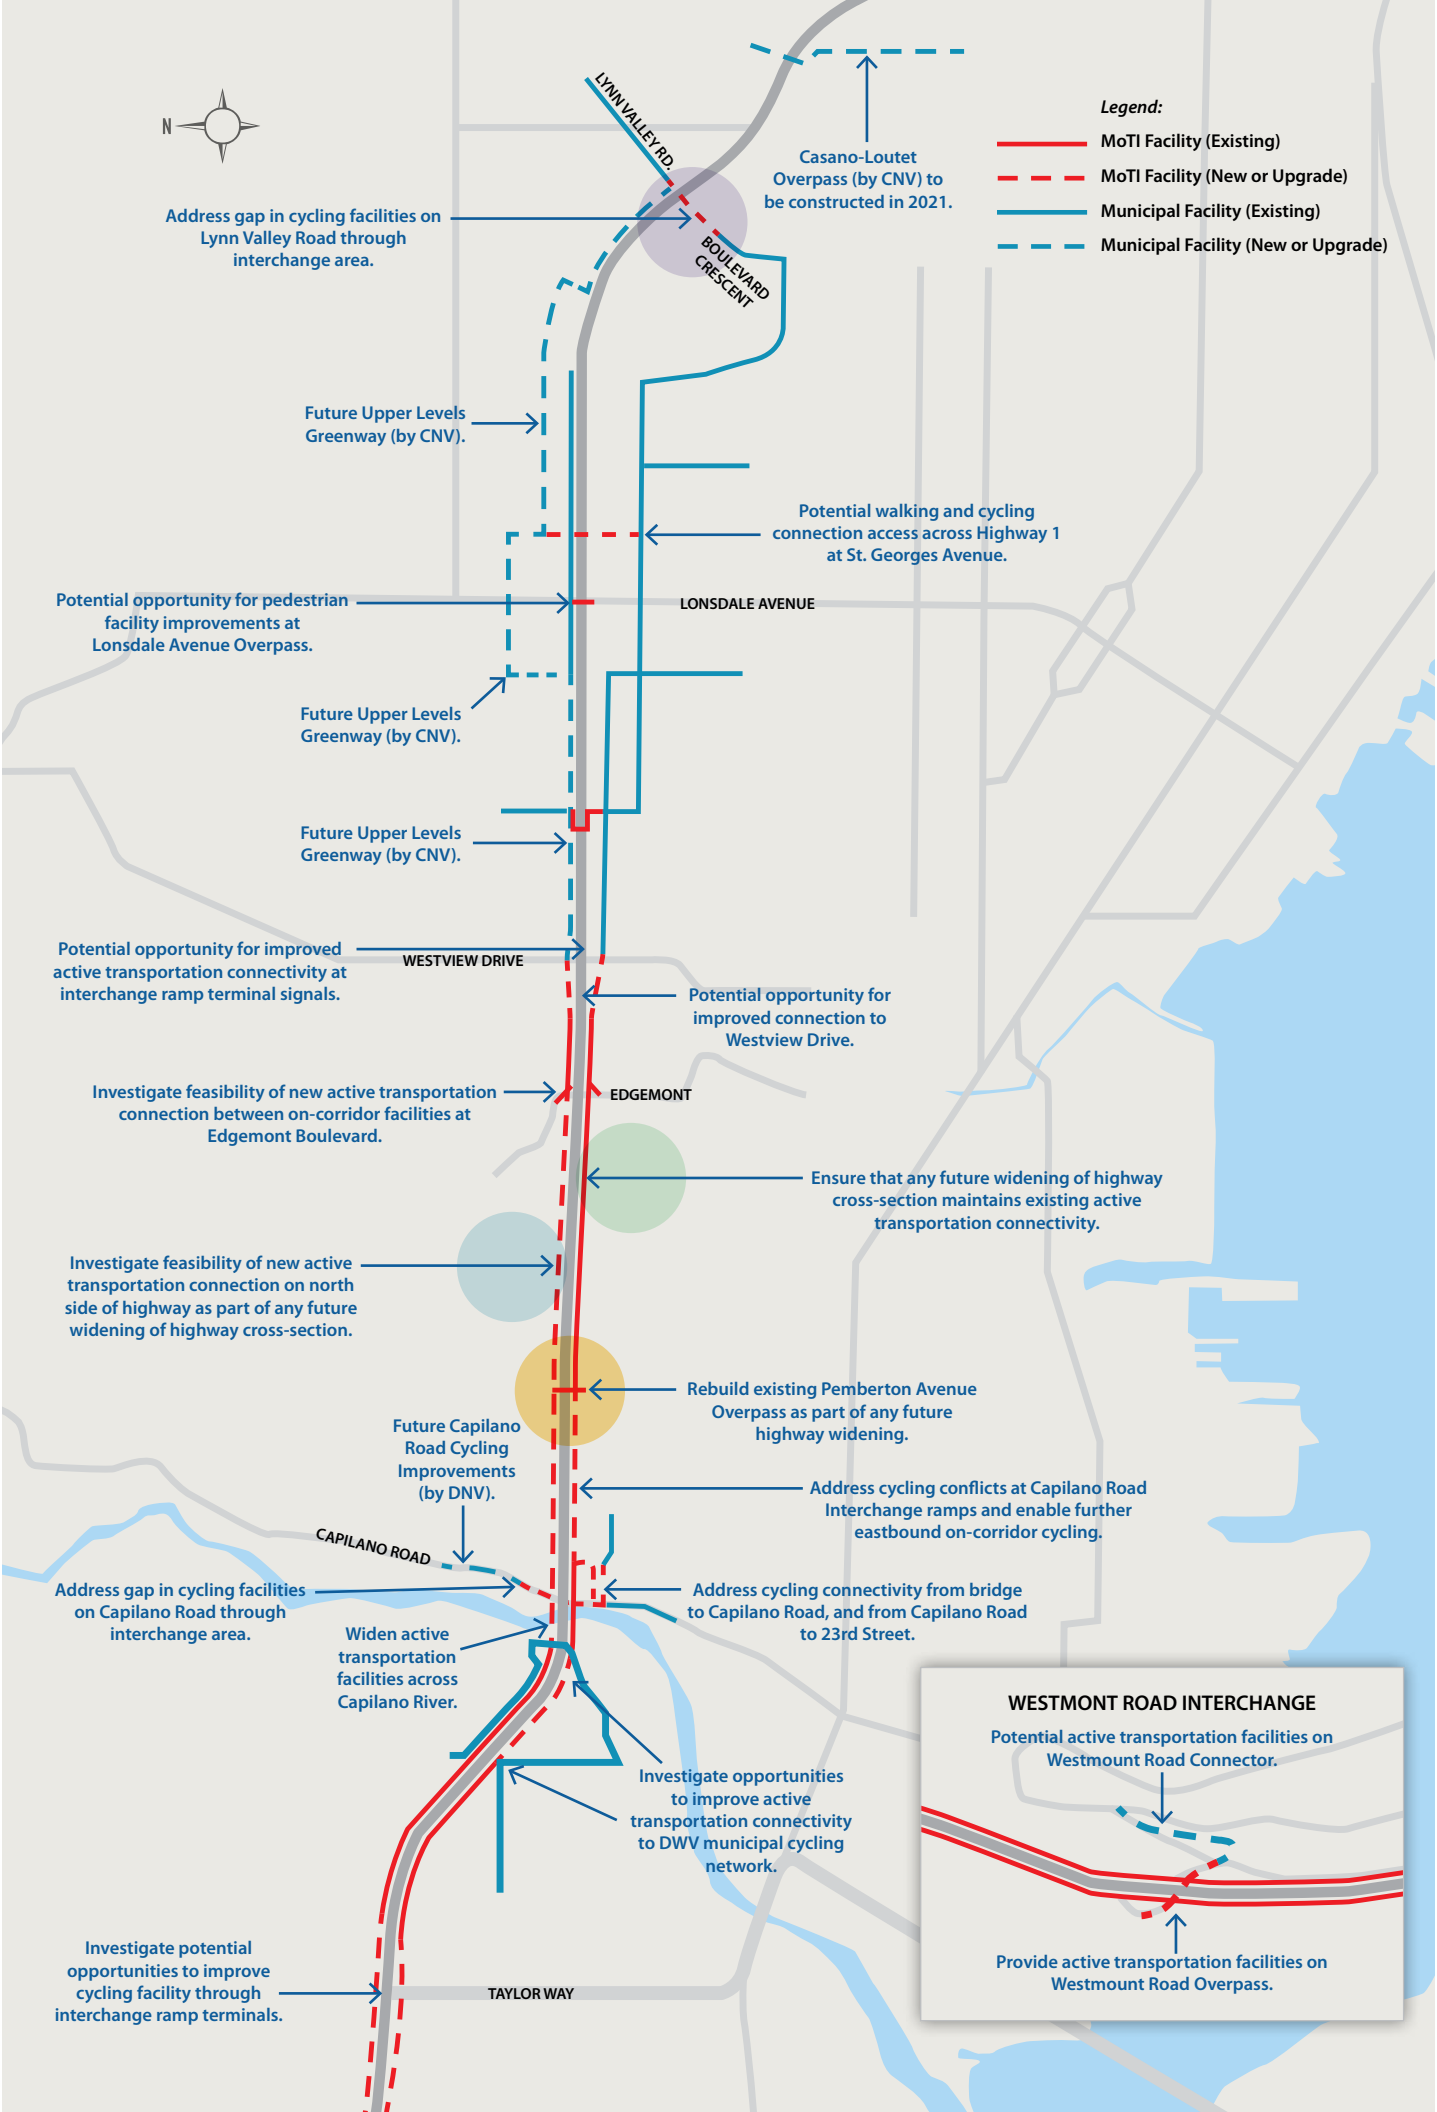 Legend:
MoTI Facility (Existing)
MoTI Facility (New or Upgrade)
Municipal Facility (Existing)
Municipal Facility (New or Upgrade)
N
LYNN VALLEY RD.
Casano-Loutet
Overpass (by CNV) to
be constructed in 2021.
Address gap in cycling facilities on
Lynn Valley Road through
interchange area.
BOULEVARD
CRESCENT
Future Upper Levels
Greenway (by CNV).
Potential walking and cycling
connection access across Highway 1
at St. Georges Avenue.
Potential opportunity for pedestrian
facility improvements at
Lonsdale Avenue Overpass.
LONSDALE AVENUE
Future Upper Levels
Greenway (by CNV).
Future Upper Levels
Greenway (by CNV).
Potential opportunity for improved
active transportation connectivity at
interchange ramp terminal signals.
WESTVIEW DRIVE
Potential opportunity for
improved connection to
Westview Drive.
Investigate feasibility of new active transportation
connection between on-corridor facilities at
Edgemont Boulevard.
EDGEMONT
Ensure that any future widening of highway
cross-section maintains existing active
transportation connectivity.
Investigate feasibility of new active
transportation connection on north
side of highway as part of any future
widening of highway cross-section.
Rebuild existing Pemberton Avenue
Overpass as part of any future
highway widening.
Future Capilano
Road Cycling
Improvements
(by DNV).
Address cycling conflicts at Capilano Road
Interchange ramps and enable further
eastbound on-corridor cycling.
CAPILANO ROAD
Address gap in cycling facilities
on Capilano Road through
interchange area.
Address cycling connectivity from bridge
to Capilano Road, and from Capilano Road
to 23rd Street.
Widen active
transportation
facilities across
Capilano River.
Investigate opportunities
to improve active
transportation connectivity
to DWV municipal cycling
network.
WESTMONT ROAD INTERCHANGE
Potential active transportation facilities on
Westmount Road Connector.
Provide active transportation facilities on
Westmount Road Overpass.
Investigate potential
opportunities to improve
cycling facility through
interchange ramp terminals.
TAYLOR WAY